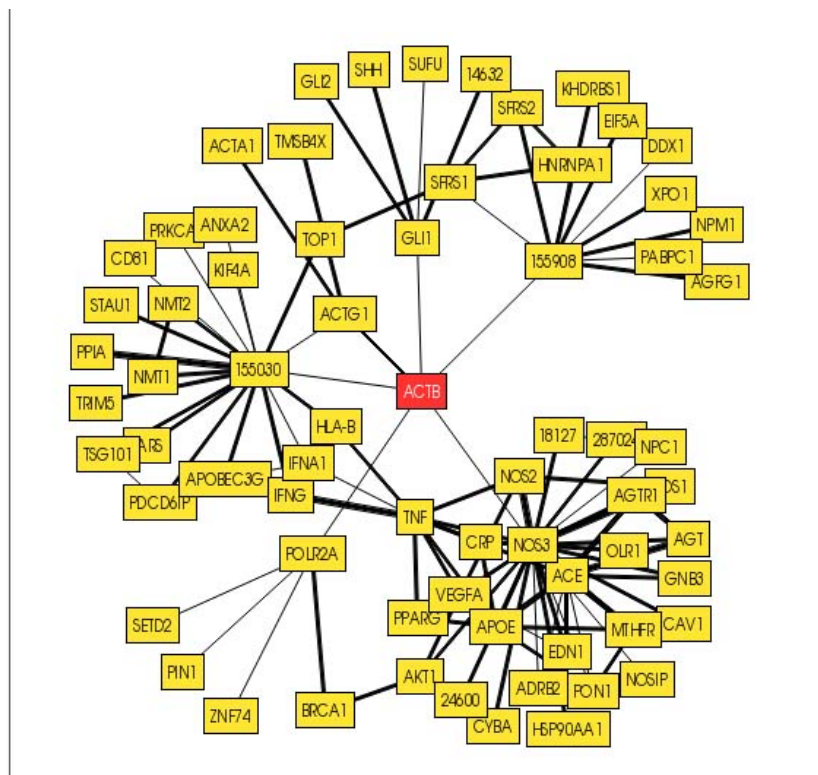 SUFU
SHH
GLI2
14632
KHDRBS1
SFRS2
EIF5A
ACTA1
TMSB4X
DDX1
HNRNPA1
SFRS1
XPO1
PRKCA
ANXA2
TOP1
GLI1
NPM1
CD81
KIF4A
155908
PABPC1
AGFG1
STAU1
NMT2
ACTG1
PPIA
NMT1
155030
ACTB
TRIM5
HLA-B
18127
287024
NPC1
TSG101
ARS
IFNA1
APOBEC3G
NOS2
PDCD6IP
IFNG
AGTR1
TNF
CRP
NOS3
OLR1
AGT
POLR2A
ACE
GNB3
VEGFA
PPARG
APOE
MTHFR
CAV1
SETD2
EDN1
PIN1
AKT1
NOSIP
24600
ADRB2
PON1
ZNF74
BRCA1
CYBA
HSP90AA1